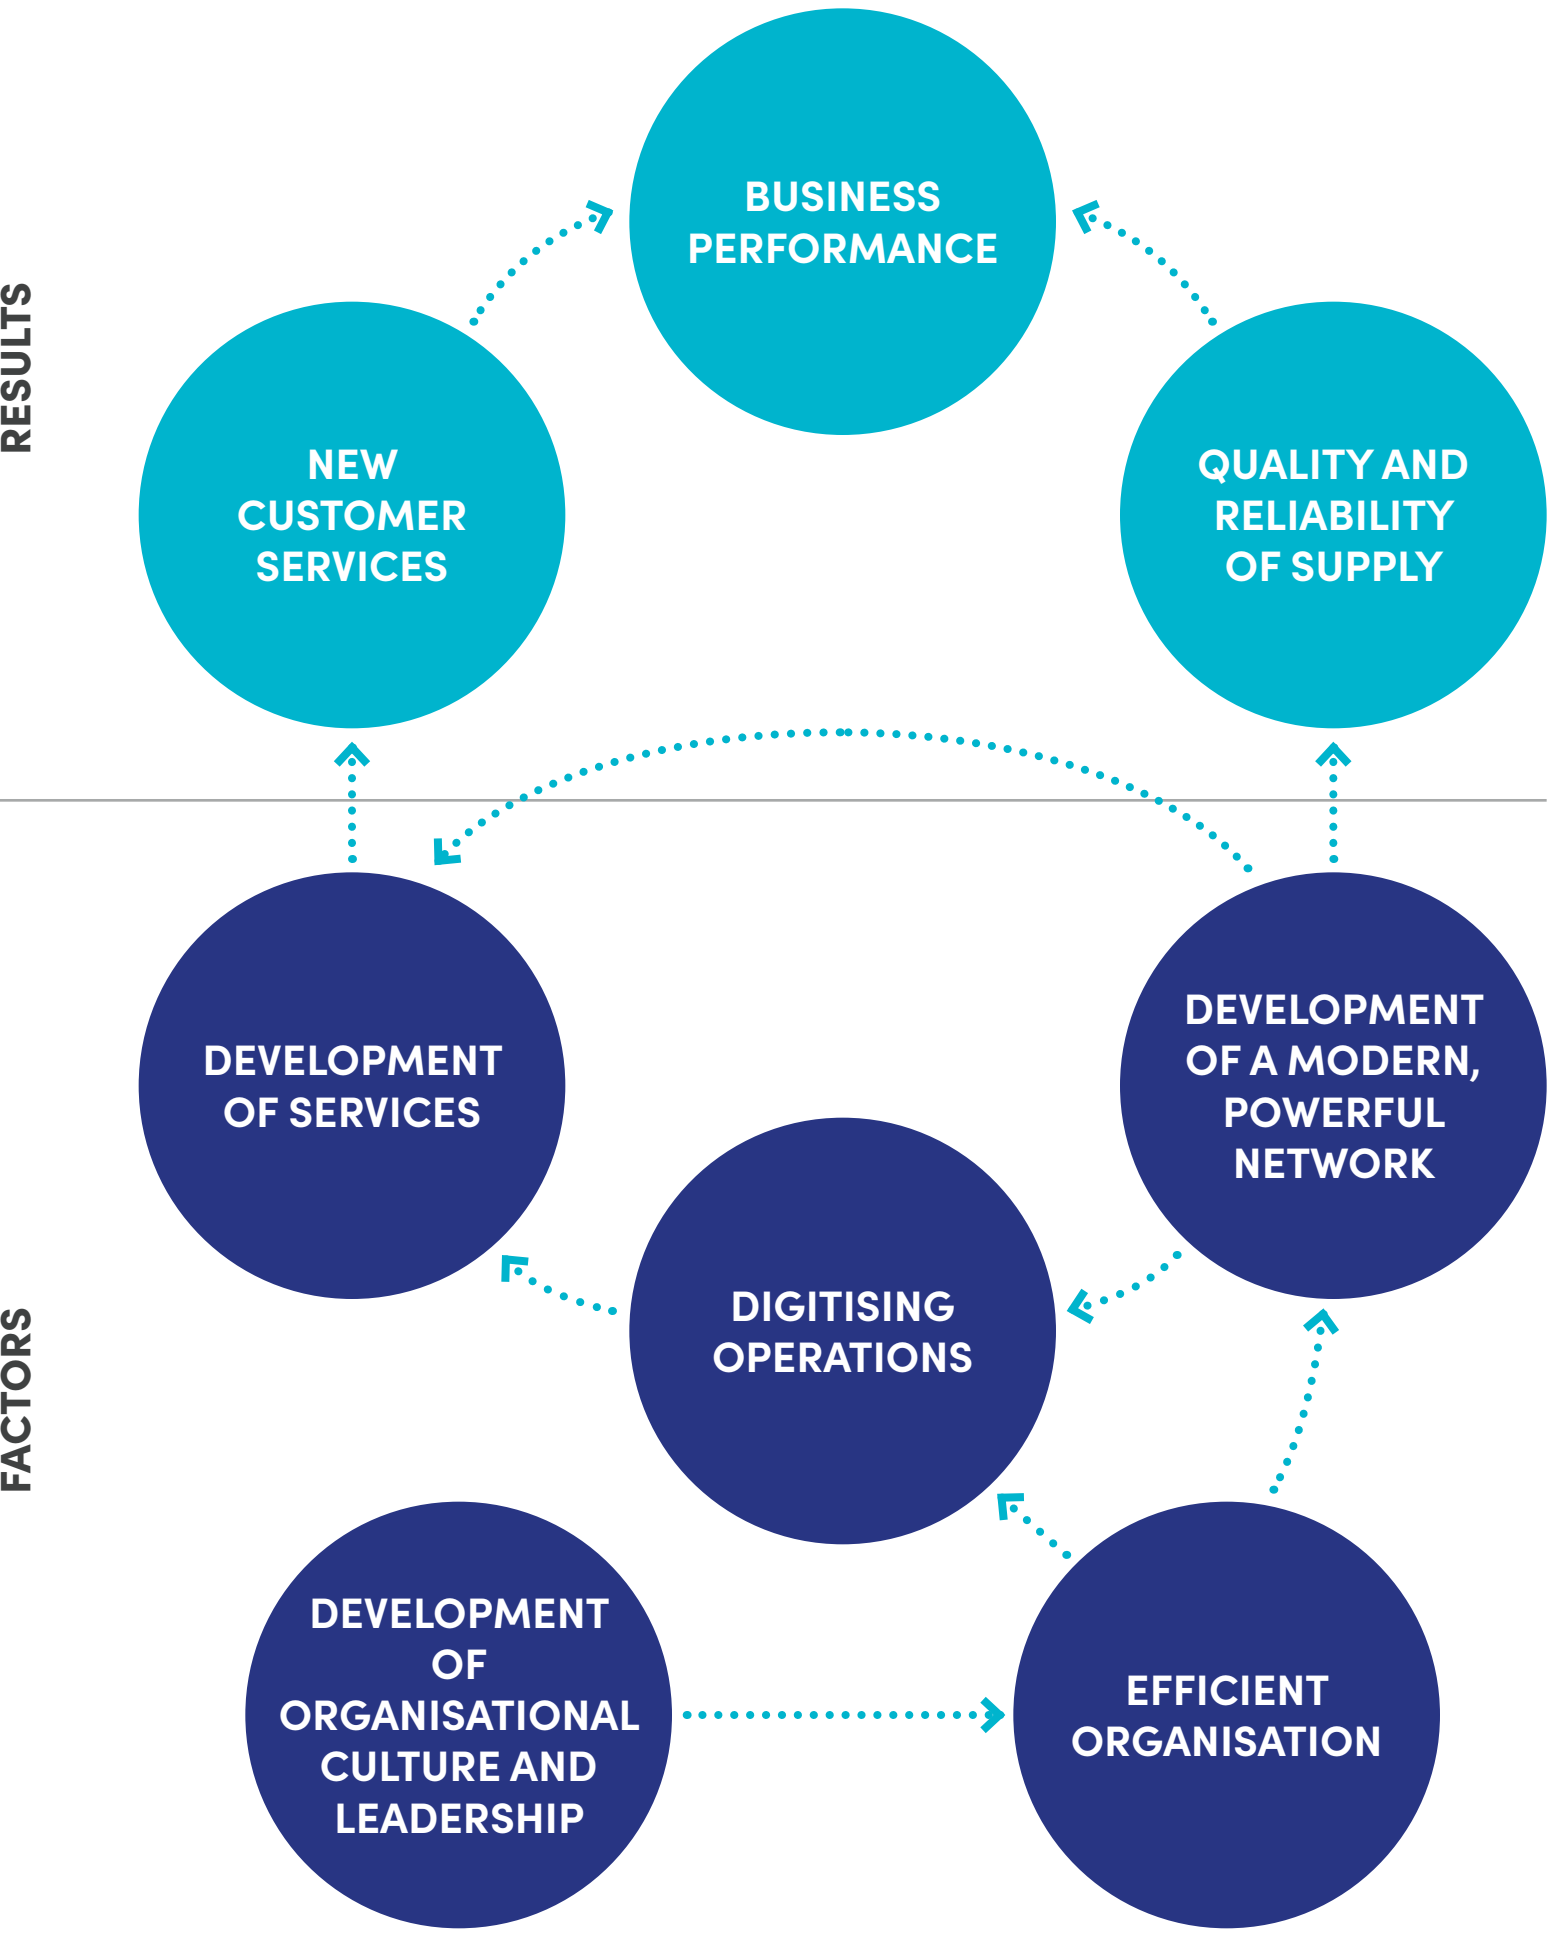 RESULTS
BUSINESS
PERFORMANCE
NEW
CUSTOMER
SERVICES
QUALITY AND
RELIABILITY
OF SUPPLY
FACTORS
DEVELOPMENT
OF SERVICES
DEVELOPMENT
OF A MODERN,
POWERFUL
NETWORK
DIGITISING
OPERATIONS
DEVELOPMENT
OF
ORGANISATIONAL
CULTURE AND
LEADERSHIP
EFFICIENT
ORGANISATION